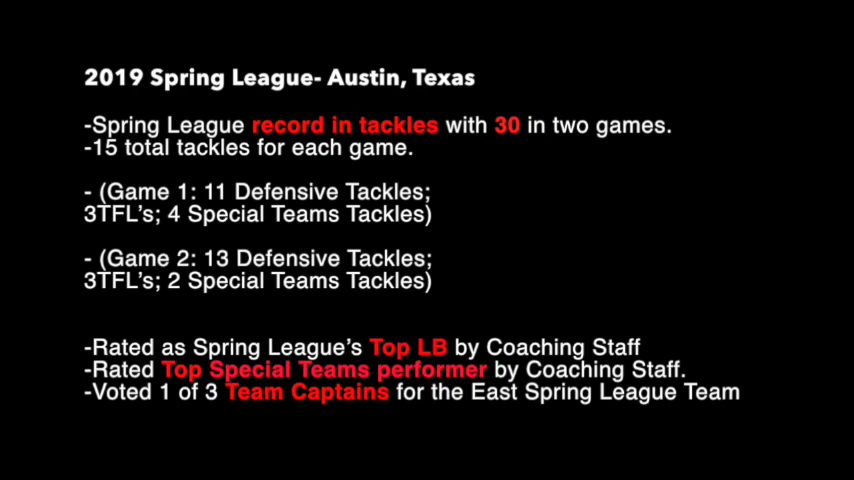 2019 Spring League- Austin, Texas
-Spring League record in tackles with 30 in two games.
-15 total tackles for each game.
- (Game 1: 11 Defensive Tackles;
3TFL's; 4 Special Teams Tackles)
- (Game 2: 13 Defensive Tackles;
3TFL's; 2 Special Teams Tackles)
-Rated as Spring League's Top LB by Coaching Staff
-Rated Top Special Teams performer by Coaching Staff.
-Voted 1 of 3 Team Captains for the East Spring League Team